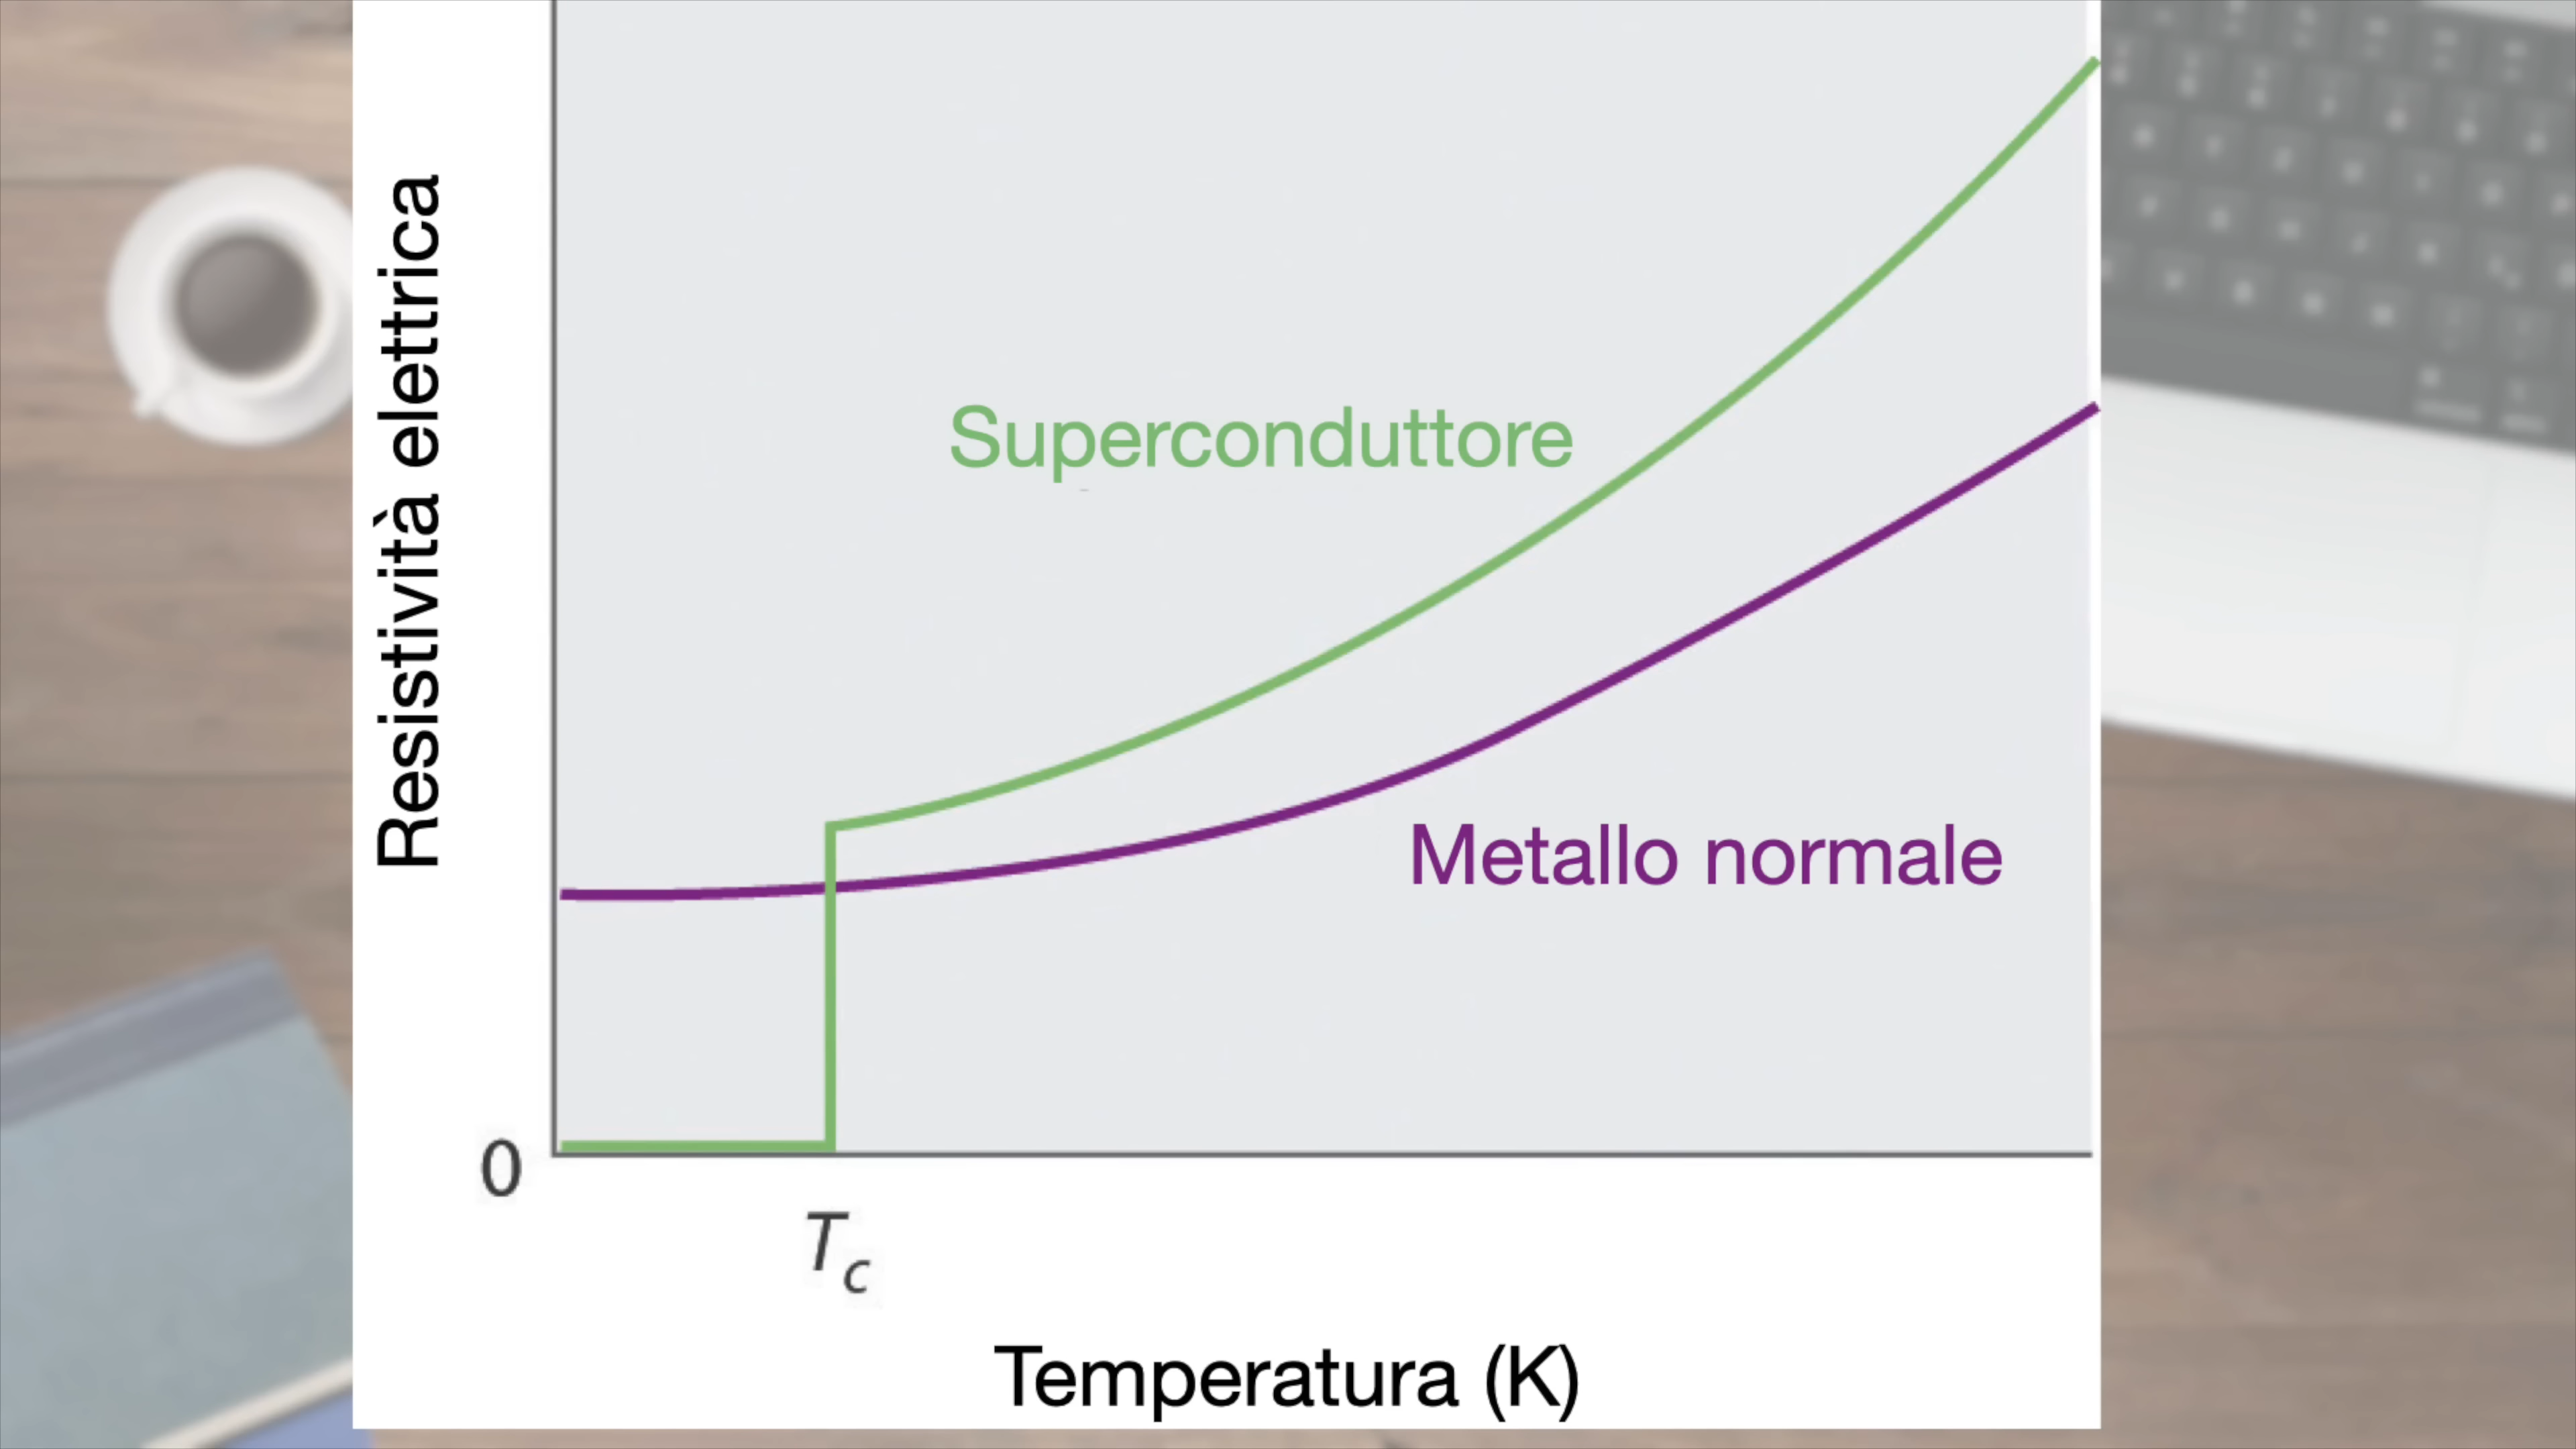 Resistività elettrica
Superconduttore
Metallo normale
0
Tc
Temperatura (K)